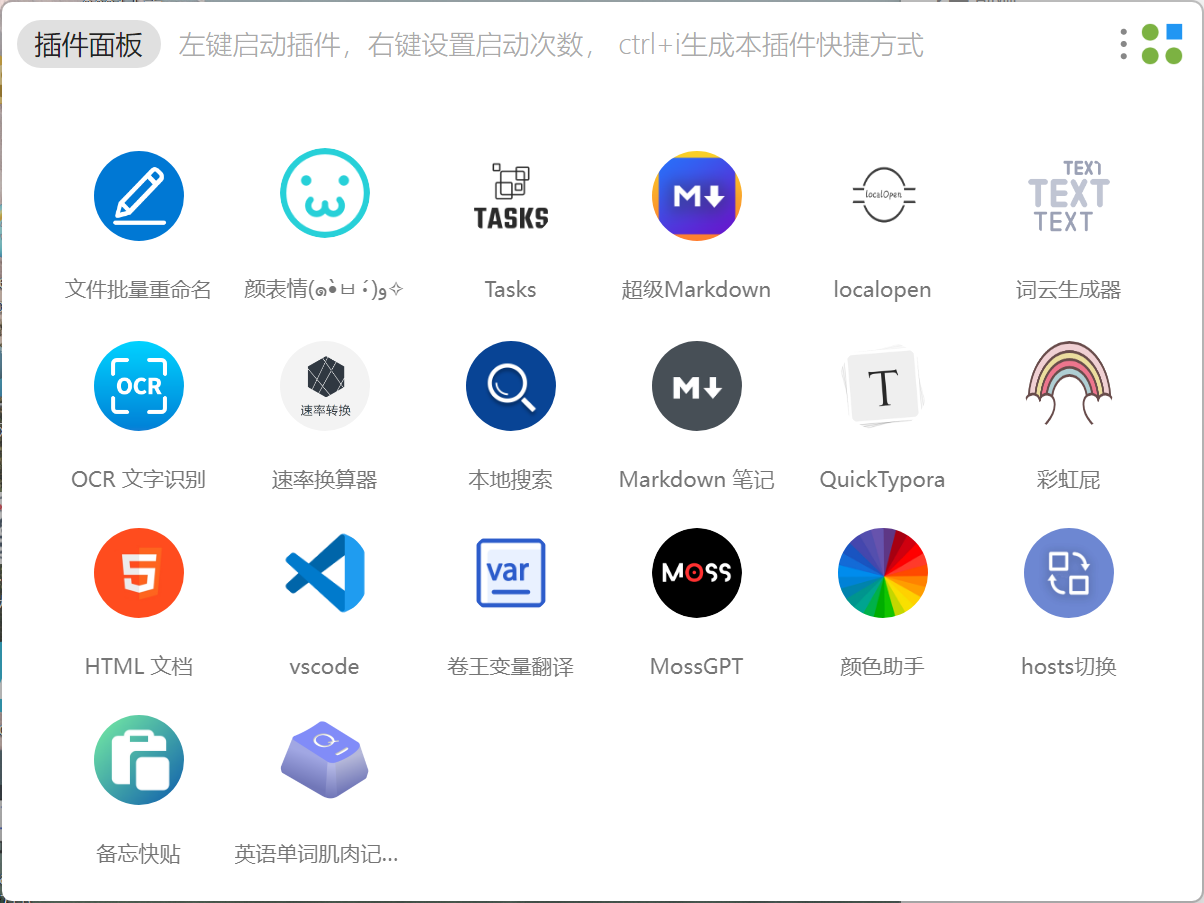 插件面板 左键启动插件，右键设置启动次数， ctrl+i生成本插件快捷方式
TASKS
M
localOpen
TEXT
TEXT
TEXT
文件批量重命名 颜表情(๑•̀ㅂ•́)و✧ Tasks 超级Markdown localopen 词云生成器
OCR
速率转换
M
T
OCR 文字识别 速率换算器 本地搜索 Markdown 笔记 QuickTypora 彩虹屁
5
var
MOSS
HTML 文档 vscode 卷王变量翻译 MossGPT 颜色助手 hosts切换
Q
备忘快贴 英语单词肌肉记...